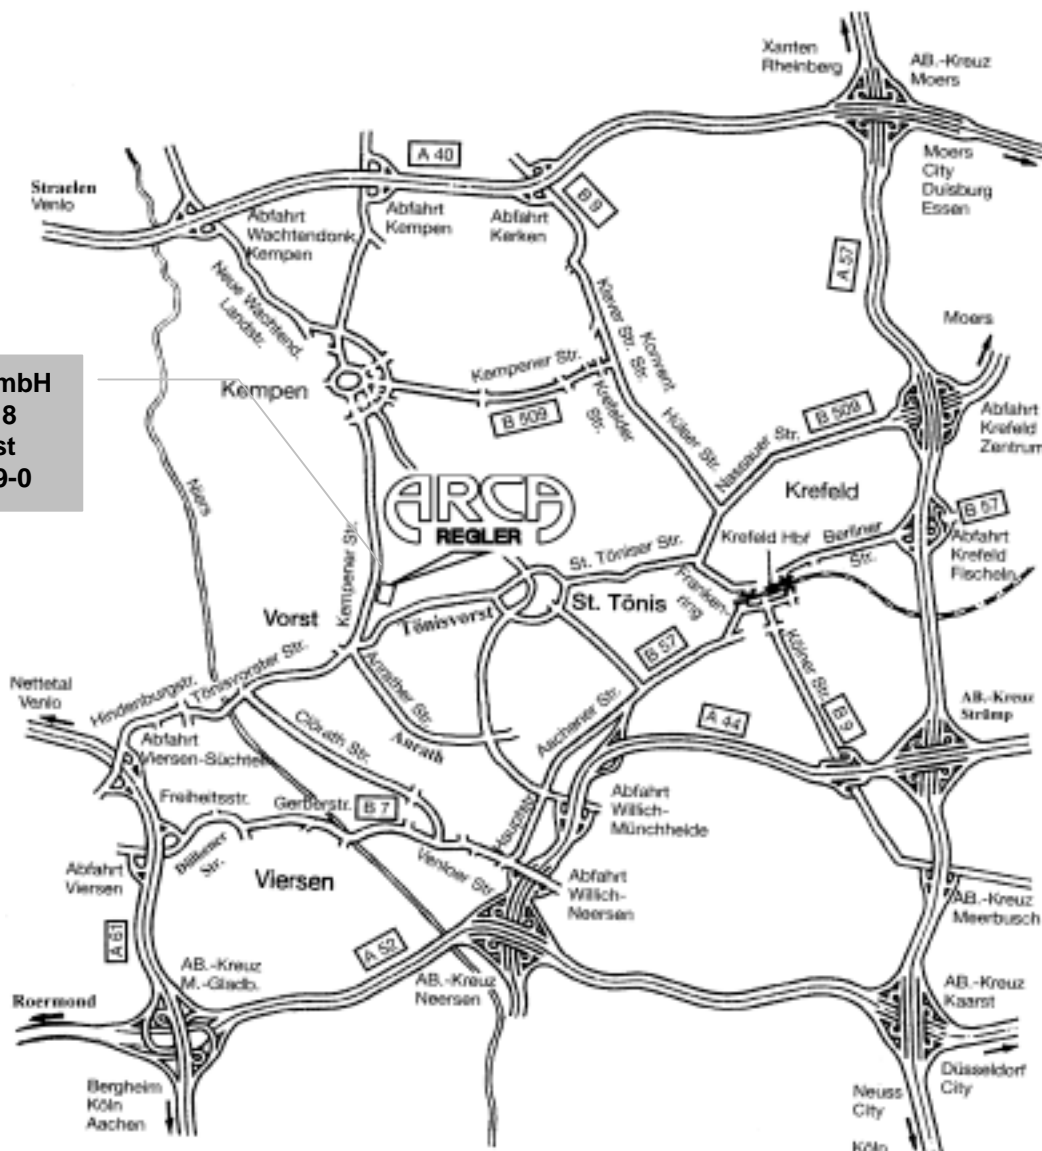 Xanten
Rheinberg
AB.-Kreuz
Moers
A 40
Straelen
Venlo
Abfahrt
Wachtendonk
Kempen
Abfahrt
Kempen
Abfahrt
Kerken
B 9
Moers
City
Duisburg
Essen
A 57
Neue Wachtend.
Landstr.
Klever Str.
Konvent
Str.
Moers
mbH
8
st
9-0
Kempen
Kempener Str.
B 509
Krefelder
Str.
Hülser Str.
Nassauer Str.
B 509
Abfahrt
Krefeld
Zentrum
Niers
ARCA
REGLER
Krefeld
B 57
Krefeld Hbf
Berliner
Str.
Abfahrt
Krefeld
Fischeln
Kempener Str.
St. Töniser Str.
Franken-
ring
Vorst
Tönisvorst
St. Tönis
B 57
Kölner Str.
B 9
Nettetal
Venlo
Hindenburgstr.
Tönisvorster Str.
Anrather Str.
Anrath
Aachener Str.
A 44
AB.-Kreuz
Strümp
Abfahrt
Viersen-Süchteln
Clörath Str.
Freiheitsstr.
Gerberstr.
B 7
Hauptstr.
Abfahrt
Willich-
Münchheide
Abfahrt
Viersen
Dülkener
Str.
Viersen
Venloer Str.
Abfahrt
Willich-
Neersen
AB.-Kreuz
Meerbusch
A 61
A 52
AB.-Kreuz
M.-Gladb.
AB.-Kreuz
Neersen
AB.-Kreuz
Kaarst
Roermond
Bergheim
Köln
Aachen
Düsseldorf
City
Neuss
City
Köln